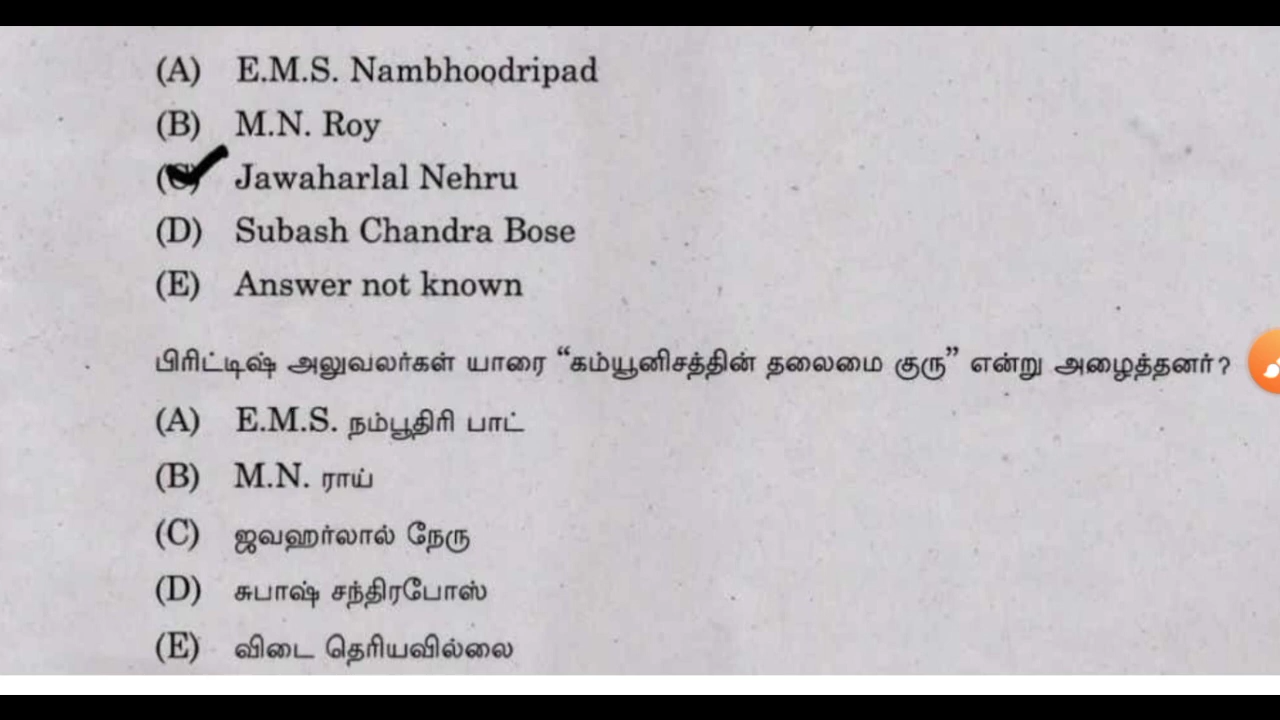 (A) E.M.S. Nambhoodripad
(B) M.N. Roy
(C) Jawaharlal Nehru
(D) Subash Chandra Bose
(E) Answer not known
பிரிட்டிஷ் அலுவலர்கள் யாரை “கம்யூனிசத்தின் தலைமை குரு” என்று அழைத்தனர்?
(A) E.M.S. நம்பூதிரி பாட்
(B) M.N. ராய்
(C) ஜவஹர்லால் நேரு
(D) சுபாஷ் சந்திரபோஸ்
(E) விடை தெரியவில்லை